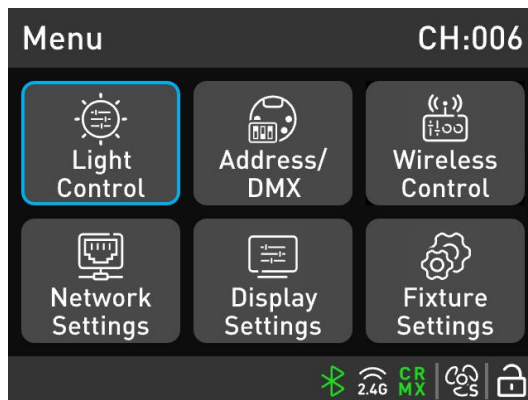 Menu CH:006
Light
Control
Address/
DMX
Wireless
Control
Network
Settings
Display
Settings
Fixture
Settings
2.4G CR
MX S